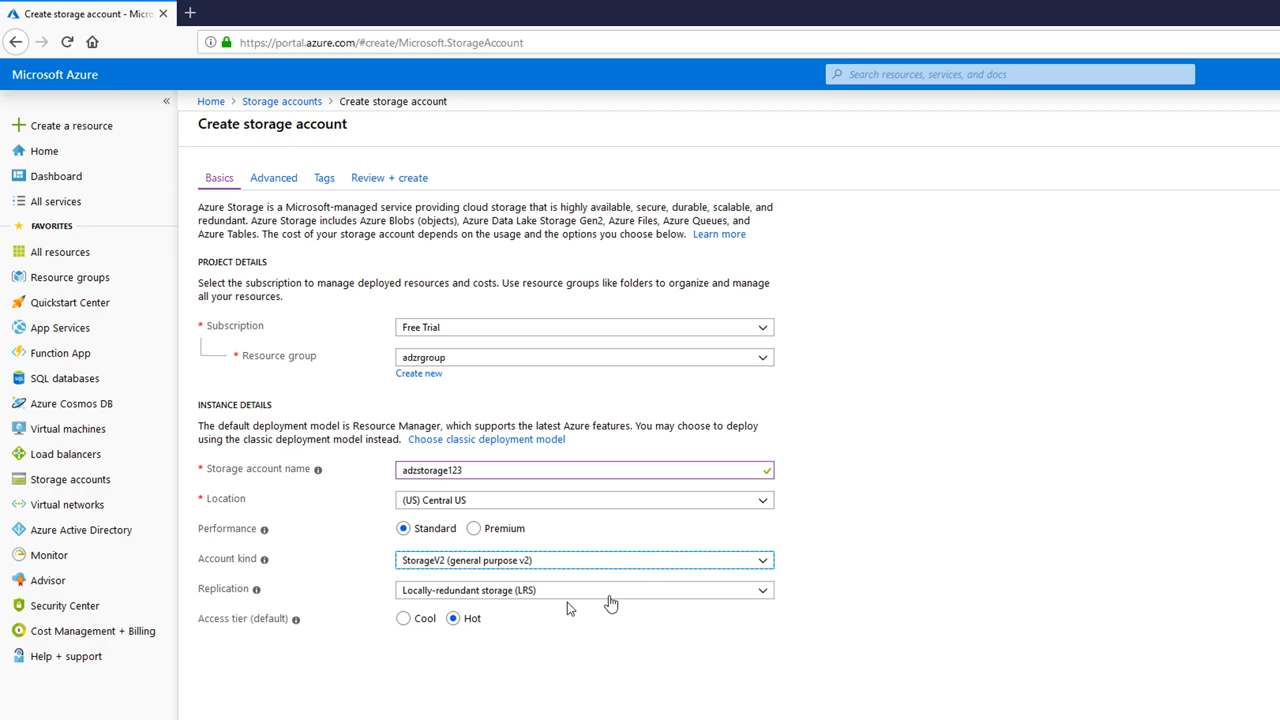 Create storage account - Micro
https://portal.azure.com/#create/Microsoft.StorageAccount
Microsoft Azure
Search resources, services, and docs
Create a resource
Home
Dashboard
All services
FAVORITES
All resources
Resource groups
Quickstart Center
App Services
Function App
SQL databases
Azure Cosmos DB
Virtual machines
Load balancers
Storage accounts
Virtual networks
Azure Active Directory
Monitor
Advisor
Security Center
Cost Management + Billing
Help + support
Home > Storage accounts > Create storage account
Create storage account
Basics Advanced Tags Review + create
Azure Storage is a Microsoft-managed service providing cloud storage that is highly available, secure, durable, scalable, and
redundant. Azure Storage includes Azure Blobs (objects), Azure Data Lake Storage Gen2, Azure Files, Azure Queues, and
Azure Tables. The cost of your storage account depends on the usage and the options you choose below. Learn more
PROJECT DETAILS
Select the subscription to manage deployed resources and costs. Use resource groups like folders to organize and manage
all your resources.
* Subscription Free Trial
* Resource group adzrgroup
Create new
INSTANCE DETAILS
The default deployment model is Resource Manager, which supports the latest Azure features. You may choose to deploy
using the classic deployment model instead. Choose classic deployment model
* Storage account name adzstorage123
* Location (US) Central US
Performance Standard Premium
Account kind StorageV2 (general purpose v2)
Replication Locally-redundant storage (LRS)
Access tier (default) Cool Hot